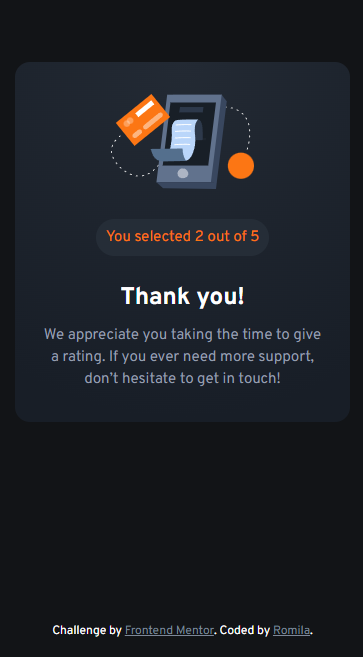 You selected 2 out of 5
Thank you!
We appreciate you taking the time to give
a rating. If you ever need more support,
don’t hesitate to get in touch!
Challenge by Frontend Mentor. Coded by Romila.